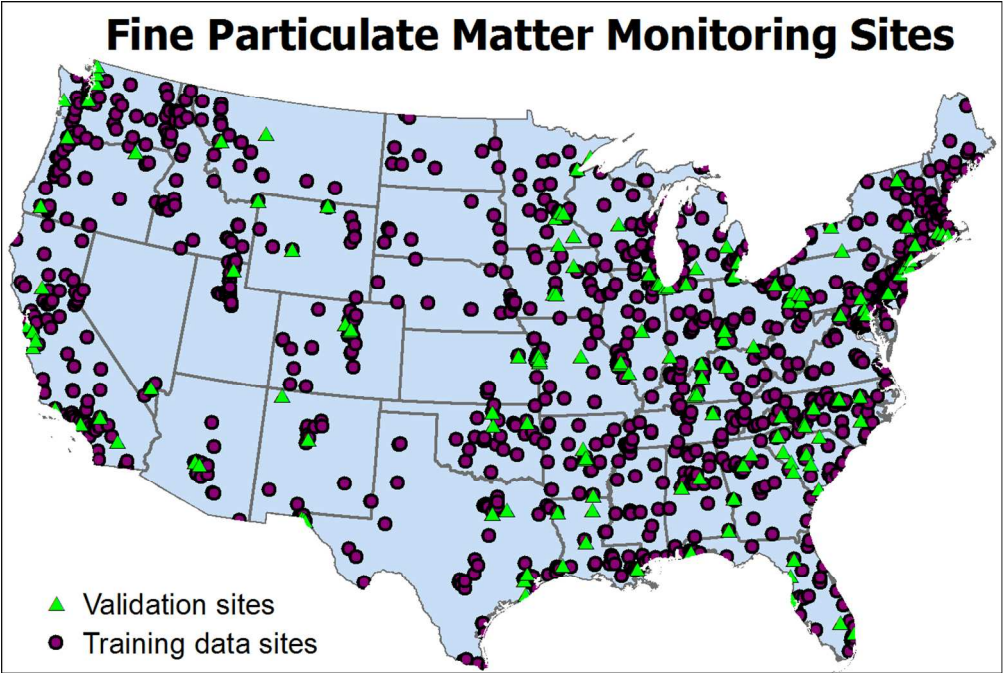 Fine Particulate Matter Monitoring Sites
Validation sites
Training data sites